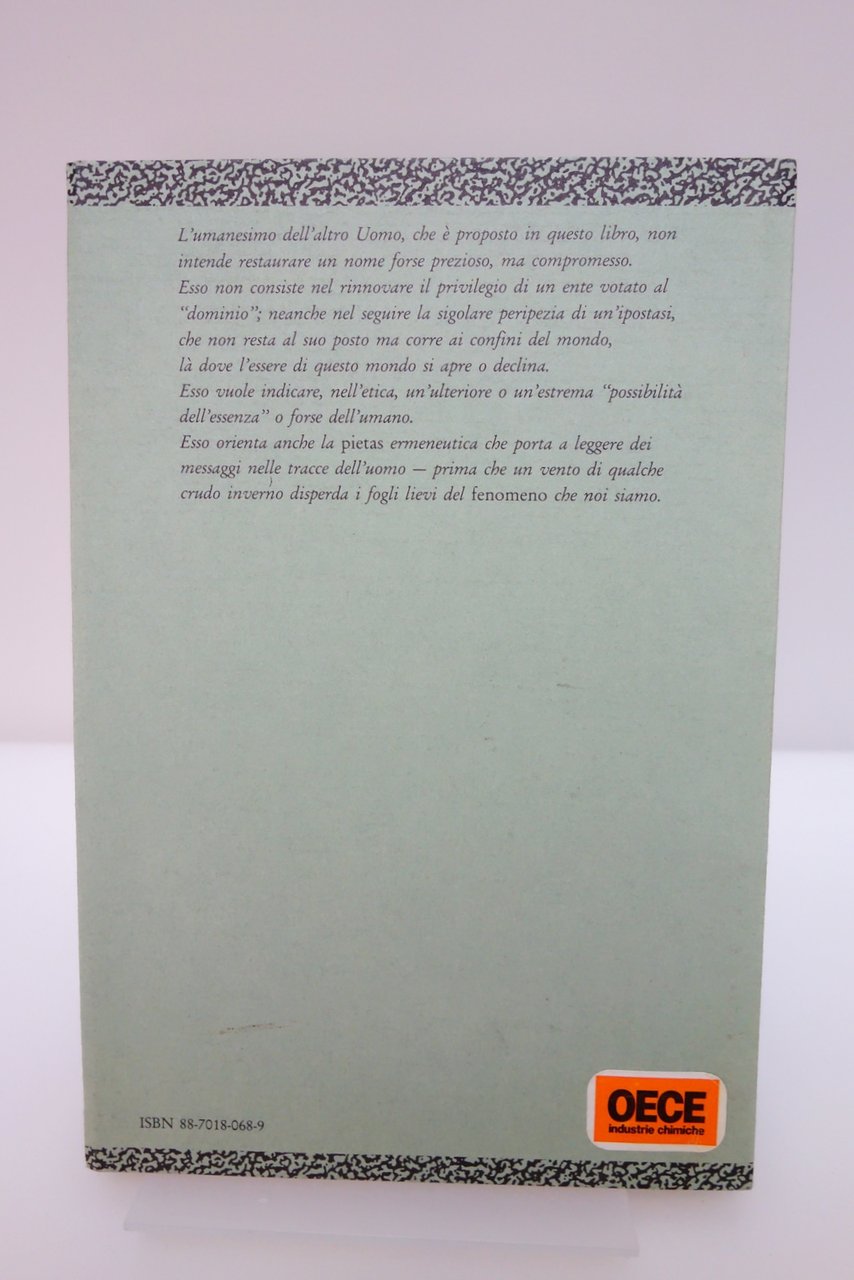 L'umanesimo dell'altro Uomo, che è proposto in questo libro, non
intende restaurare un nome forse prezioso, ma compromesso.
Esso non consiste nel rinnovare il privilegio di un ente votato al
“dominio”; neanche nel seguire la sigolare peripezia di un'ipostasi,
che non resta al suo posto ma corre ai confini del mondo,
là dove l'essere di questo mondo si apre o declina.
Esso vuole indicare, nell'etica, un'ulteriore o un'estrema “possibilità
dell'essenza” o forse dell'umano.
Esso orienta anche la pietas ermeneutica che porta a leggere dei
messaggi nelle tracce dell'uomo — prima che un vento di qualche
crudo inverno disperda i fogli lievi del fenomeno che noi siamo.
ISBN 88-7018-068-9
OECE
industrie chimiche